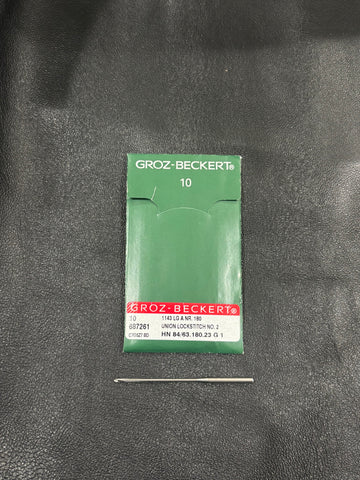 GROZ-BECKERT®
10
GROZ-BECKERT®
10 1143 LG A NR. 180
687261 UNION LOCKSTITCH NO. 2
HN 84/63.180.23 G 1